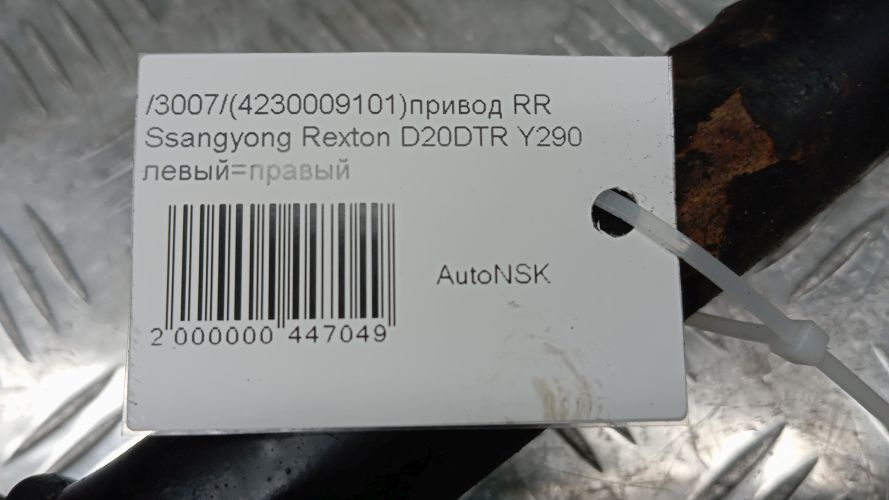 /3007/(4230009101)привод RR
Ssangyong Rexton D20DTR Y290
левый=правый
AutoNSK
2 000000 447049